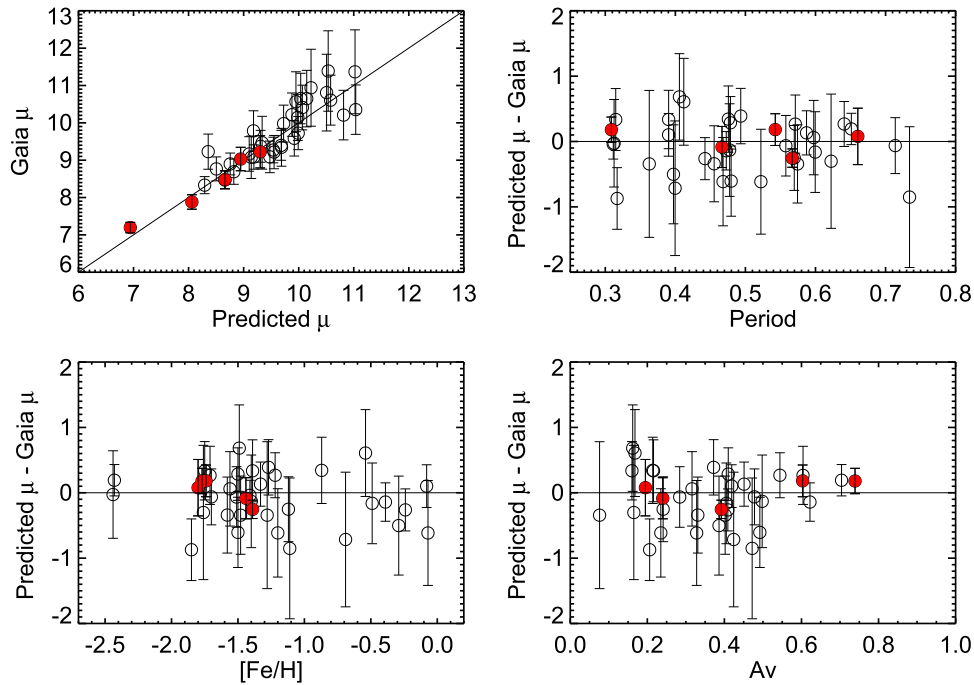 13
12
11
10
9
8
7
6
Gaia μ
6 7 8 9 10 11 12 13
Predicted μ
2
1
0
-1
-2
Predicted μ - Gaia μ
0.3 0.4 0.5 0.6 0.7 0.8
Period
2
1
0
-1
-2
Predicted μ - Gaia μ
-2.5 -2.0 -1.5 -1.0 -0.5 0.0
[Fe/H]
2
1
0
-1
-2
Predicted μ - Gaia μ
0.0 0.2 0.4 0.6 0.8 1.0
Av